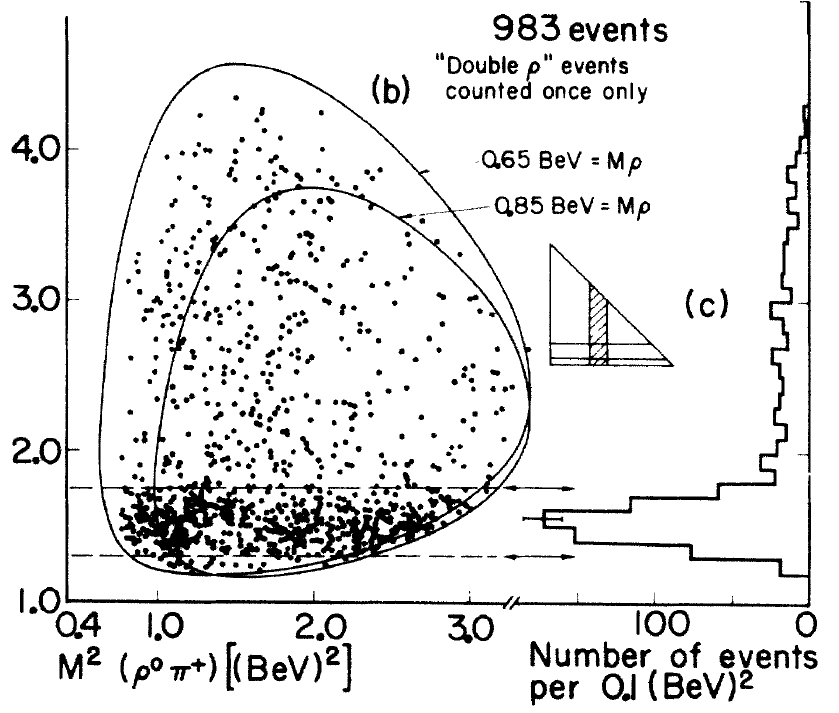 983 events
"Double ρ" events
counted once only
(b)
0.65 BeV = Mρ
0.85 BeV = Mρ
(c)
4.0
3.0
2.0
1.0
0.4 1.0 2.0 3.0
100 0
M² (ρ⁰ π⁺) [(BeV)²]
Number of events
per 0.1 (BeV)²